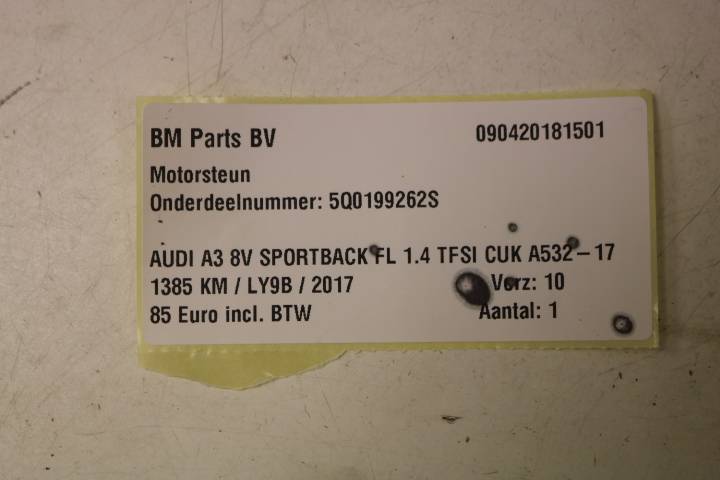 BM Parts BV 090420181501
Motorsteun
Onderdeelnummer: 5Q0199262S
AUDI A3 8V SPORTBACK FL 1.4 TFSI CUK A532-17
1385 KM / LY9B / 2017 Verz: 10
85 Euro incl. BTW Aantal: 1